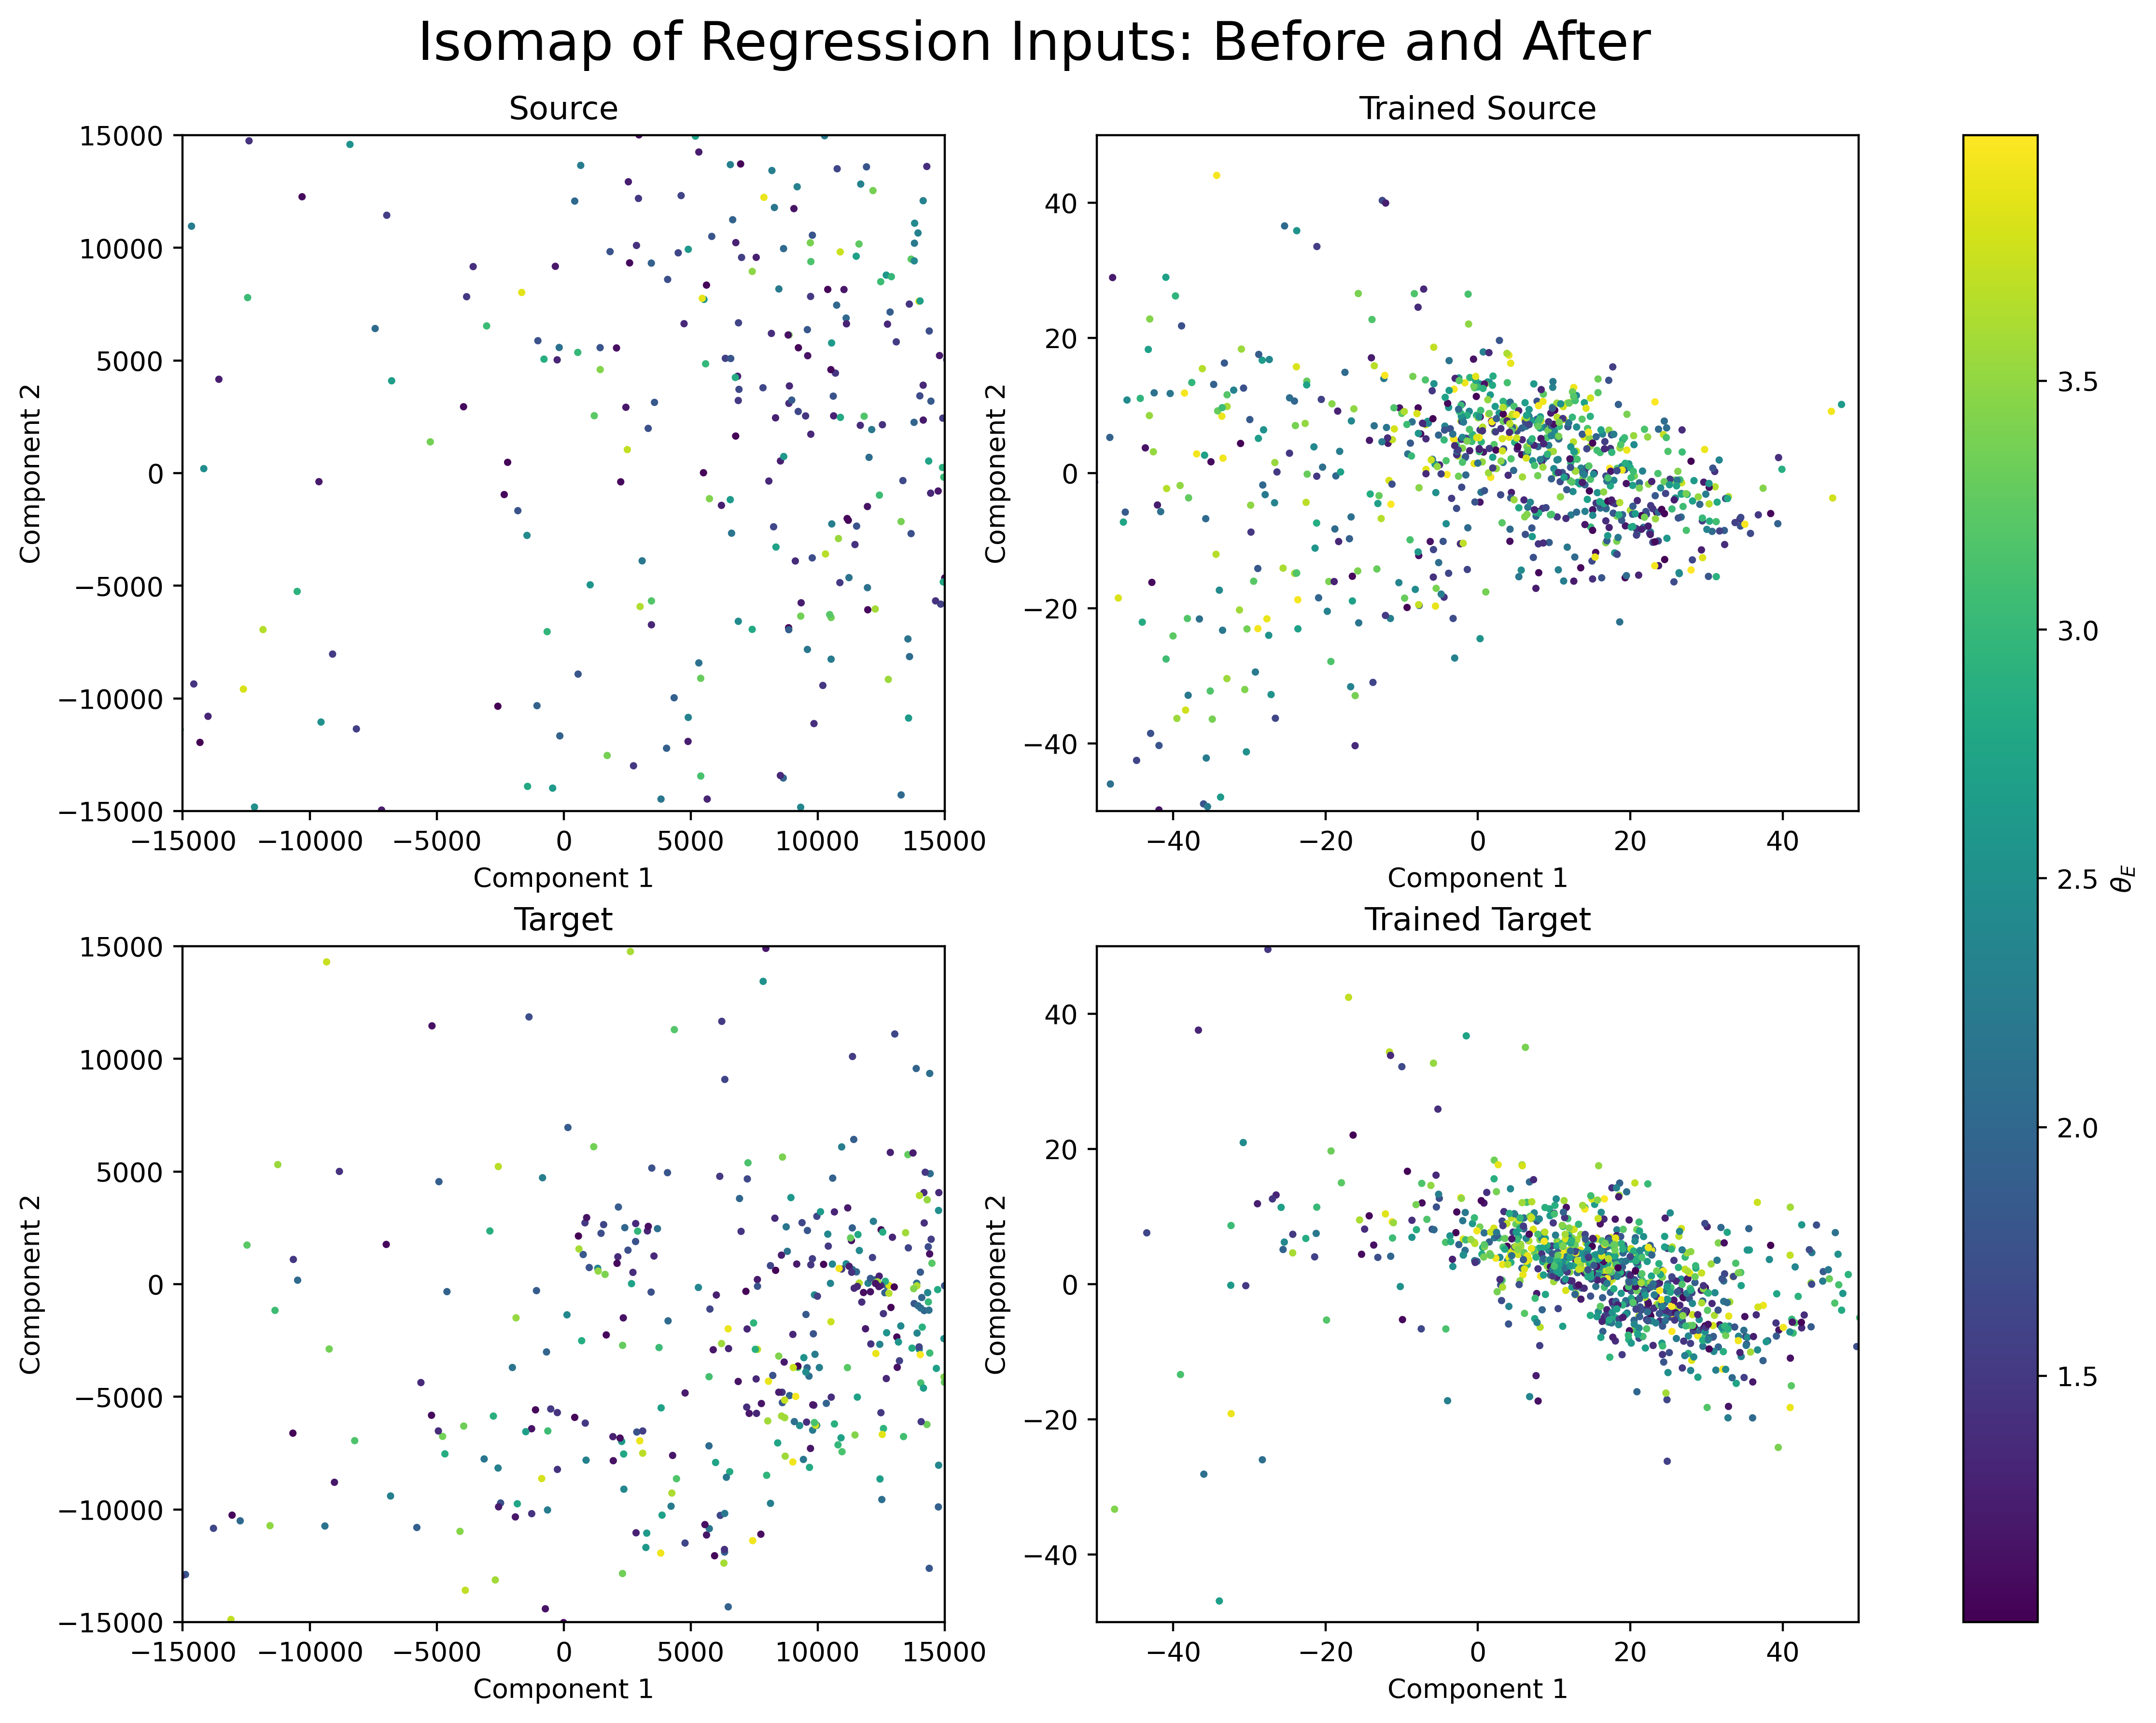 Isomap of Regression Inputs: Before and After
Source
Trained Source
15000
10000
5000
0
−5000
−10000
−15000
Component 2
−15000 −10000 −5000 0 5000 10000 15000
Component 1
40
20
0
−20
−40
Component 2
−40 −20 0 20 40
Component 1
Target
Trained Target
15000
10000
5000
0
−5000
−10000
−15000
Component 2
−15000 −10000 −5000 0 5000 10000 15000
Component 1
40
20
0
−20
−40
Component 2
−40 −20 0 20 40
Component 1
3.5
3.0
2.5
2.0
1.5
θ_E